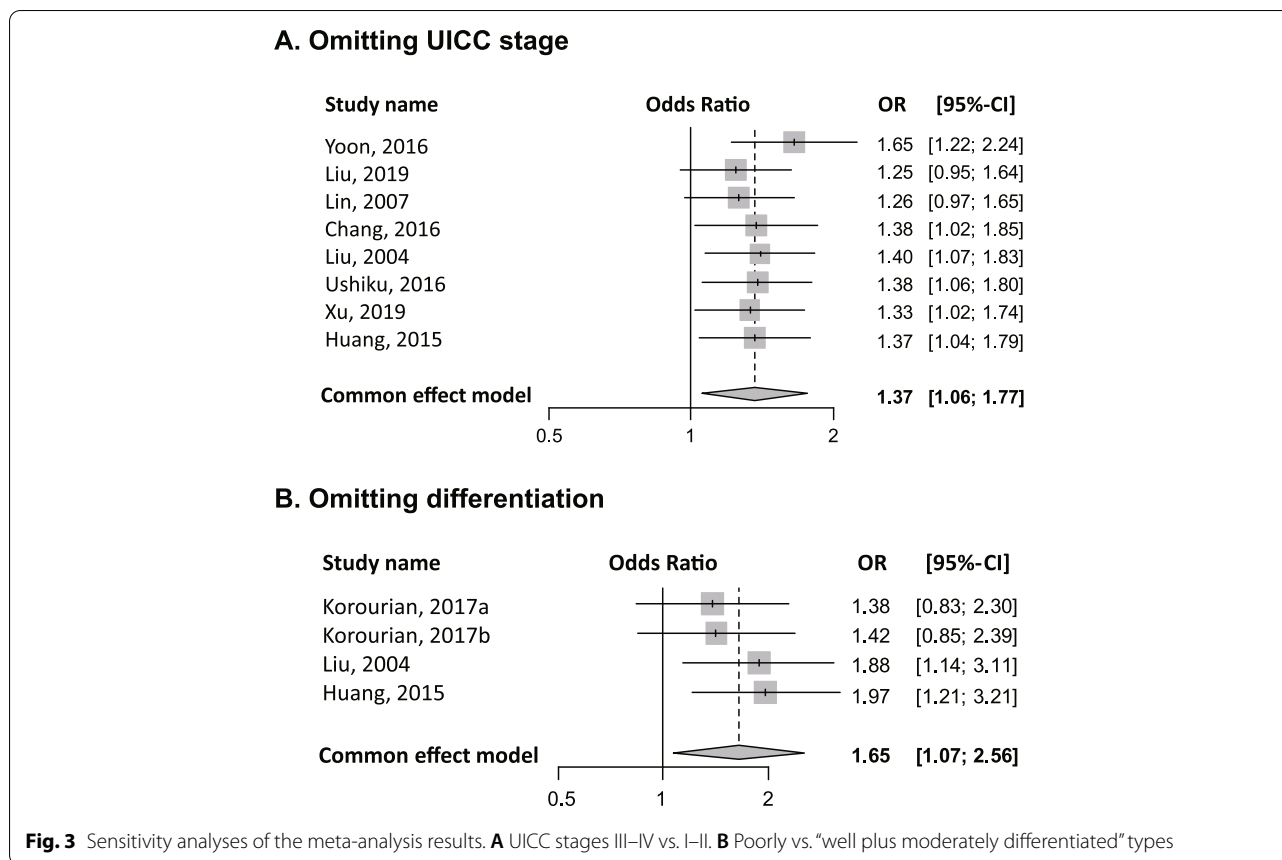 A. Omitting UICC stage
Study name Odds Ratio OR [95%-CI]
Yoon, 2016 1.65 [1.22; 2.24]
Liu, 2019 1.25 [0.95; 1.64]
Lin, 2007 1.26 [0.97; 1.65]
Chang, 2016 1.38 [1.02; 1.85]
Liu, 2004 1.40 [1.07; 1.83]
Ushiku, 2016 1.38 [1.06; 1.80]
Xu, 2019 1.33 [1.02; 1.74]
Huang, 2015 1.37 [1.04; 1.79]
Common effect model 1.37 [1.06; 1.77]
0.5 1 2
B. Omitting differentiation
Study name Odds Ratio OR [95%-CI]
Korourian, 2017a 1.38 [0.83; 2.30]
Korourian, 2017b 1.42 [0.85; 2.39]
Liu, 2004 1.88 [1.14; 3.11]
Huang, 2015 1.97 [1.21; 3.21]
Common effect model 1.65 [1.07; 2.56]
0.5 1 2
Fig. 3 Sensitivity analyses of the meta-analysis results. A UICC stages III–IV vs. I–II. B Poorly vs. “well plus moderately differentiated” types